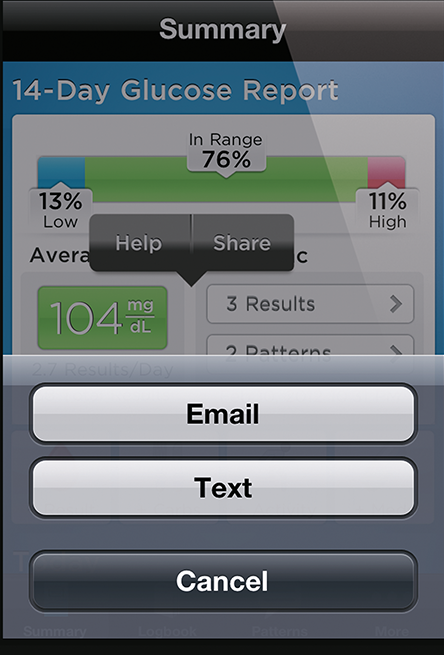 Summary
14-Day Glucose Report
In Range
76%
13%
Low
11%
High
Help
Share
Avera
c
104 mg
dL
3 Results
2 Patterns
2.7 Results/Day
Email
Text
Cancel
Summary
Logbook
Patterns
More